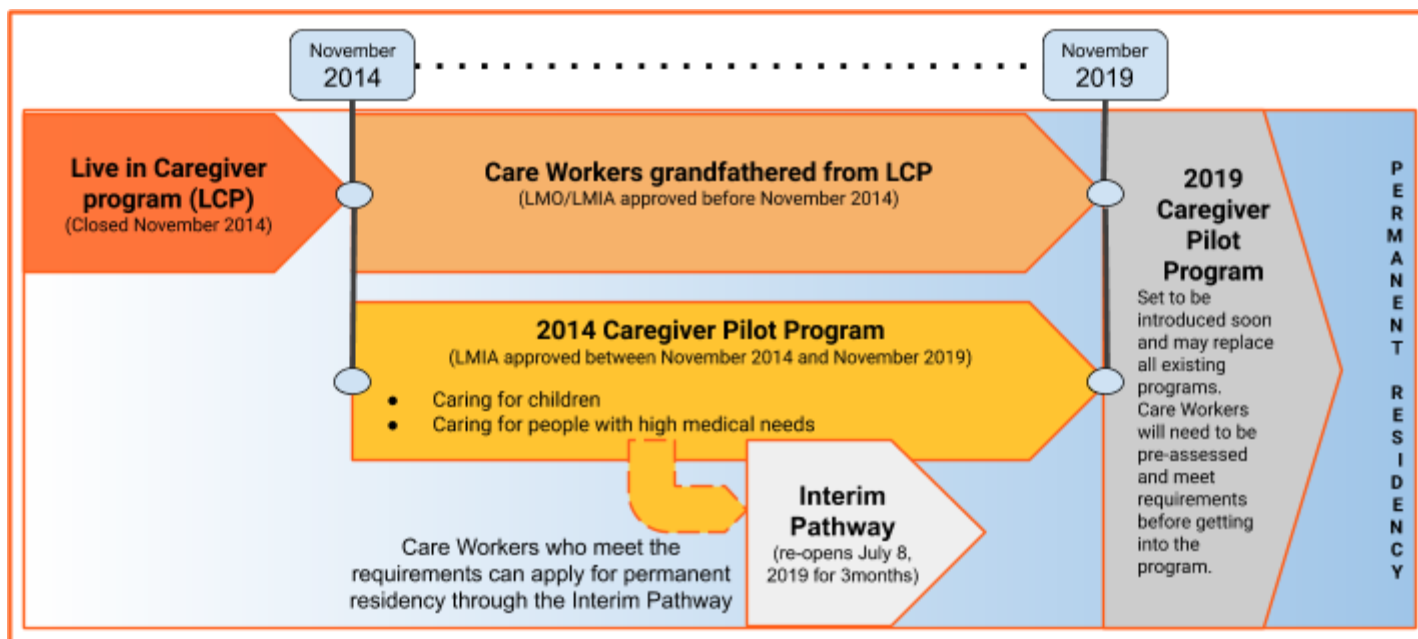 November
2014
November
2019
Live in Caregiver
program (LCP)
(Closed November 2014)
Care Workers grandfathered from LCP
(LMO/LMIA approved before November 2014)
2014 Caregiver Pilot Program
(LMIA approved between November 2014 and November 2019)
● Caring for children
● Caring for people with high medical needs
Interim
Pathway
(re-opens July 8,
2019 for 3months)
Care Workers who meet the
requirements can apply for permanent
residency through the Interim Pathway
2019
Caregiver
Pilot
Program
Set to be
introduced soon
and may replace
all existing
programs.
Care Workers
will need to be
pre-assessed
and meet
requirements
before getting
into the
program.
PERMANENT RESIDENCY